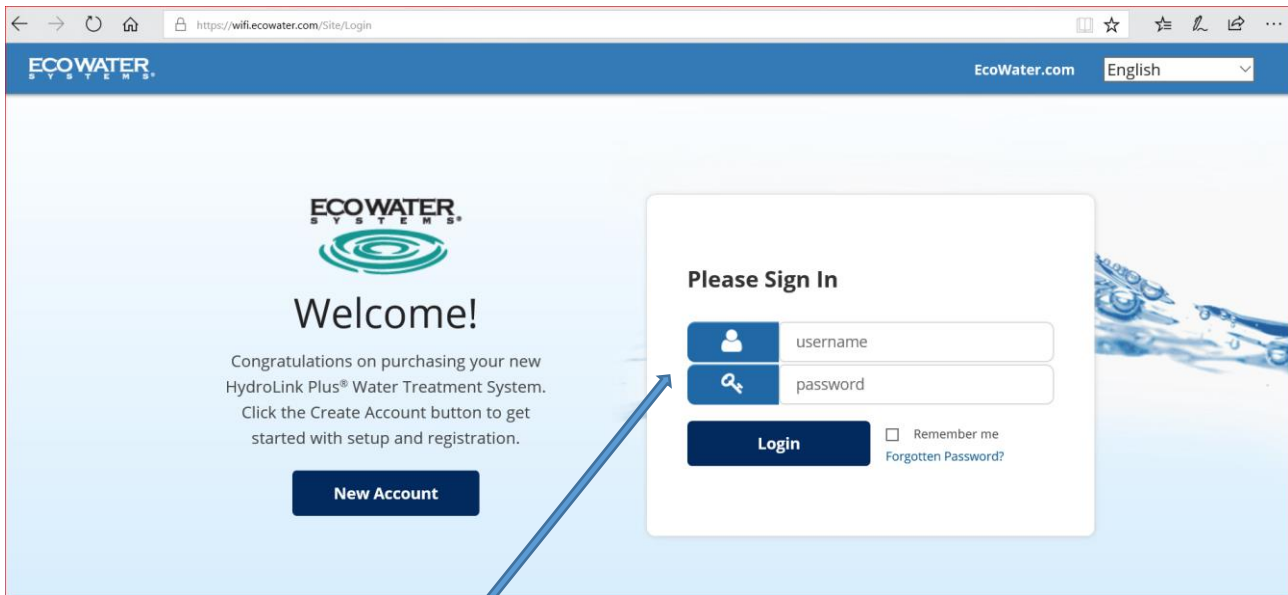 https://wifi.ecowater.com/Site/Login
ECOWATER
SYSTEMS®
EcoWater.com
English
ECOWATER®
SYSTEMS®
Welcome!
Congratulations on purchasing your new
HydroLink Plus® Water Treatment System.
Click the Create Account button to get
started with setup and registration.
New Account
Please Sign In
username
password
Login
Remember me
Forgotten Password?